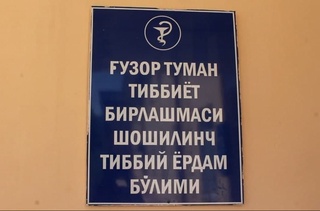 ҒУЗОР ТУМАН
ТИББИЁТ
БИРЛАШМАСИ
ШОШИЛИНЧ
ТИББИЙ ЁРДАМ
БЎЛИМИ